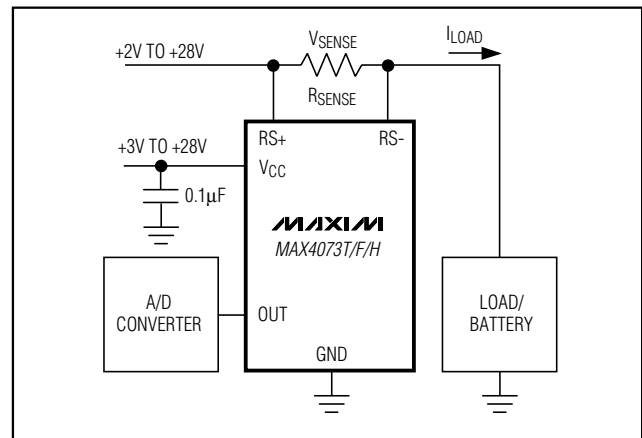 +2V TO +28V
VSENSE
ILOAD
RSENSE
RS+
RS-
+3V TO +28V
VCC
0.1μF
MAXIM
MAX4073T/F/H
A/D
CONVERTER
OUT
LOAD/
BATTERY
GND